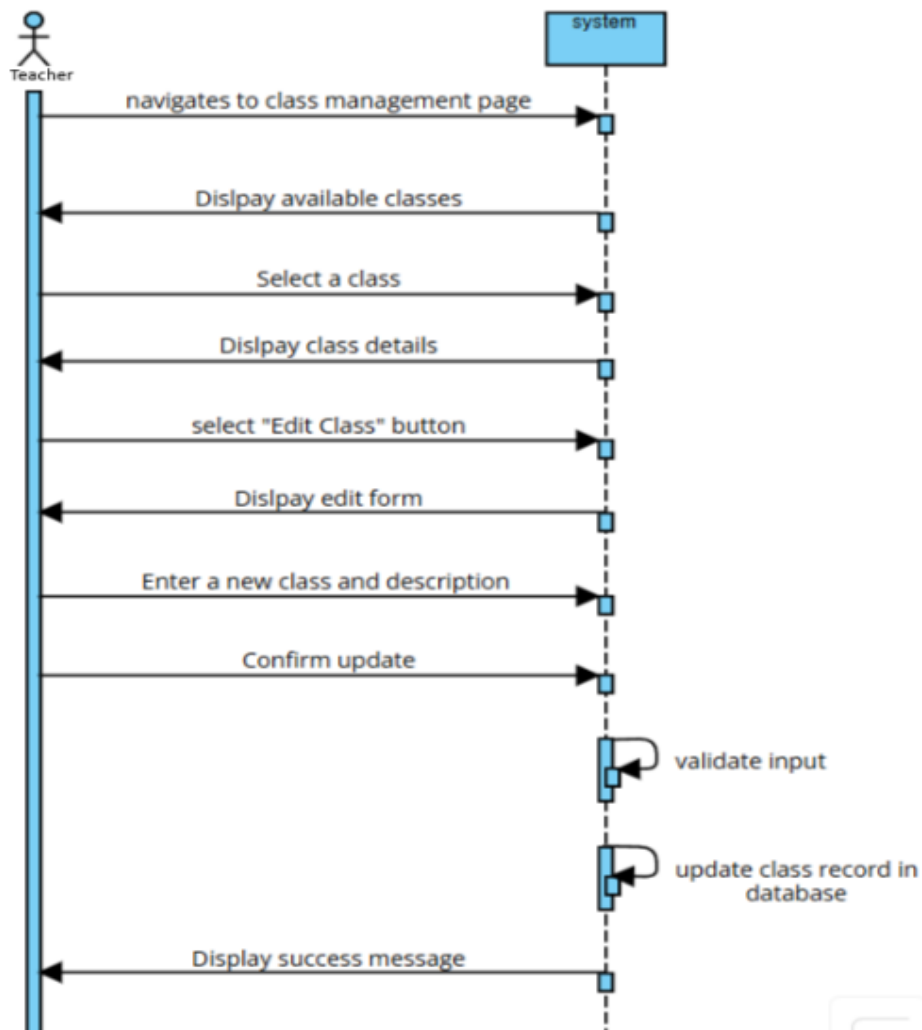 system
Teacher
navigates to class management page
Dislpay available classes
Select a class
Dislpay class details
select "Edit Class" button
Dislpay edit form
Enter a new class and description
Confirm update
validate input
update class record in
database
Display success message